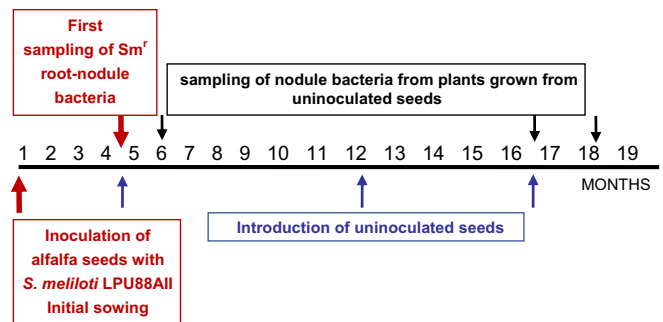 First
sampling of Smʳ
root-nodule
bacteria
sampling of nodule bacteria from plants grown from
uninoculated seeds
1 2 3 4 5 6 7 8 9 10 11 12 13 14 15 16 17 18 19
MONTHS
Inoculation of
alfalfa seeds with
S. meliloti LPU88AII
Initial sowing
Introduction of uninoculated seeds